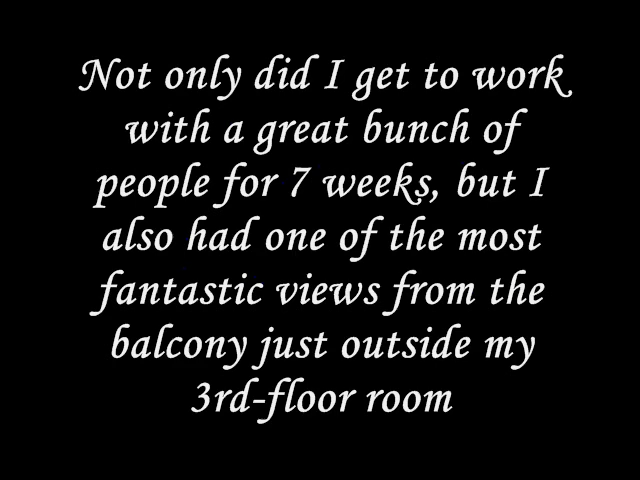 Not only did I get to work
with a great bunch of
people for 7 weeks, but I
also had one of the most
fantastic views from the
balcony just outside my
3rd-floor room